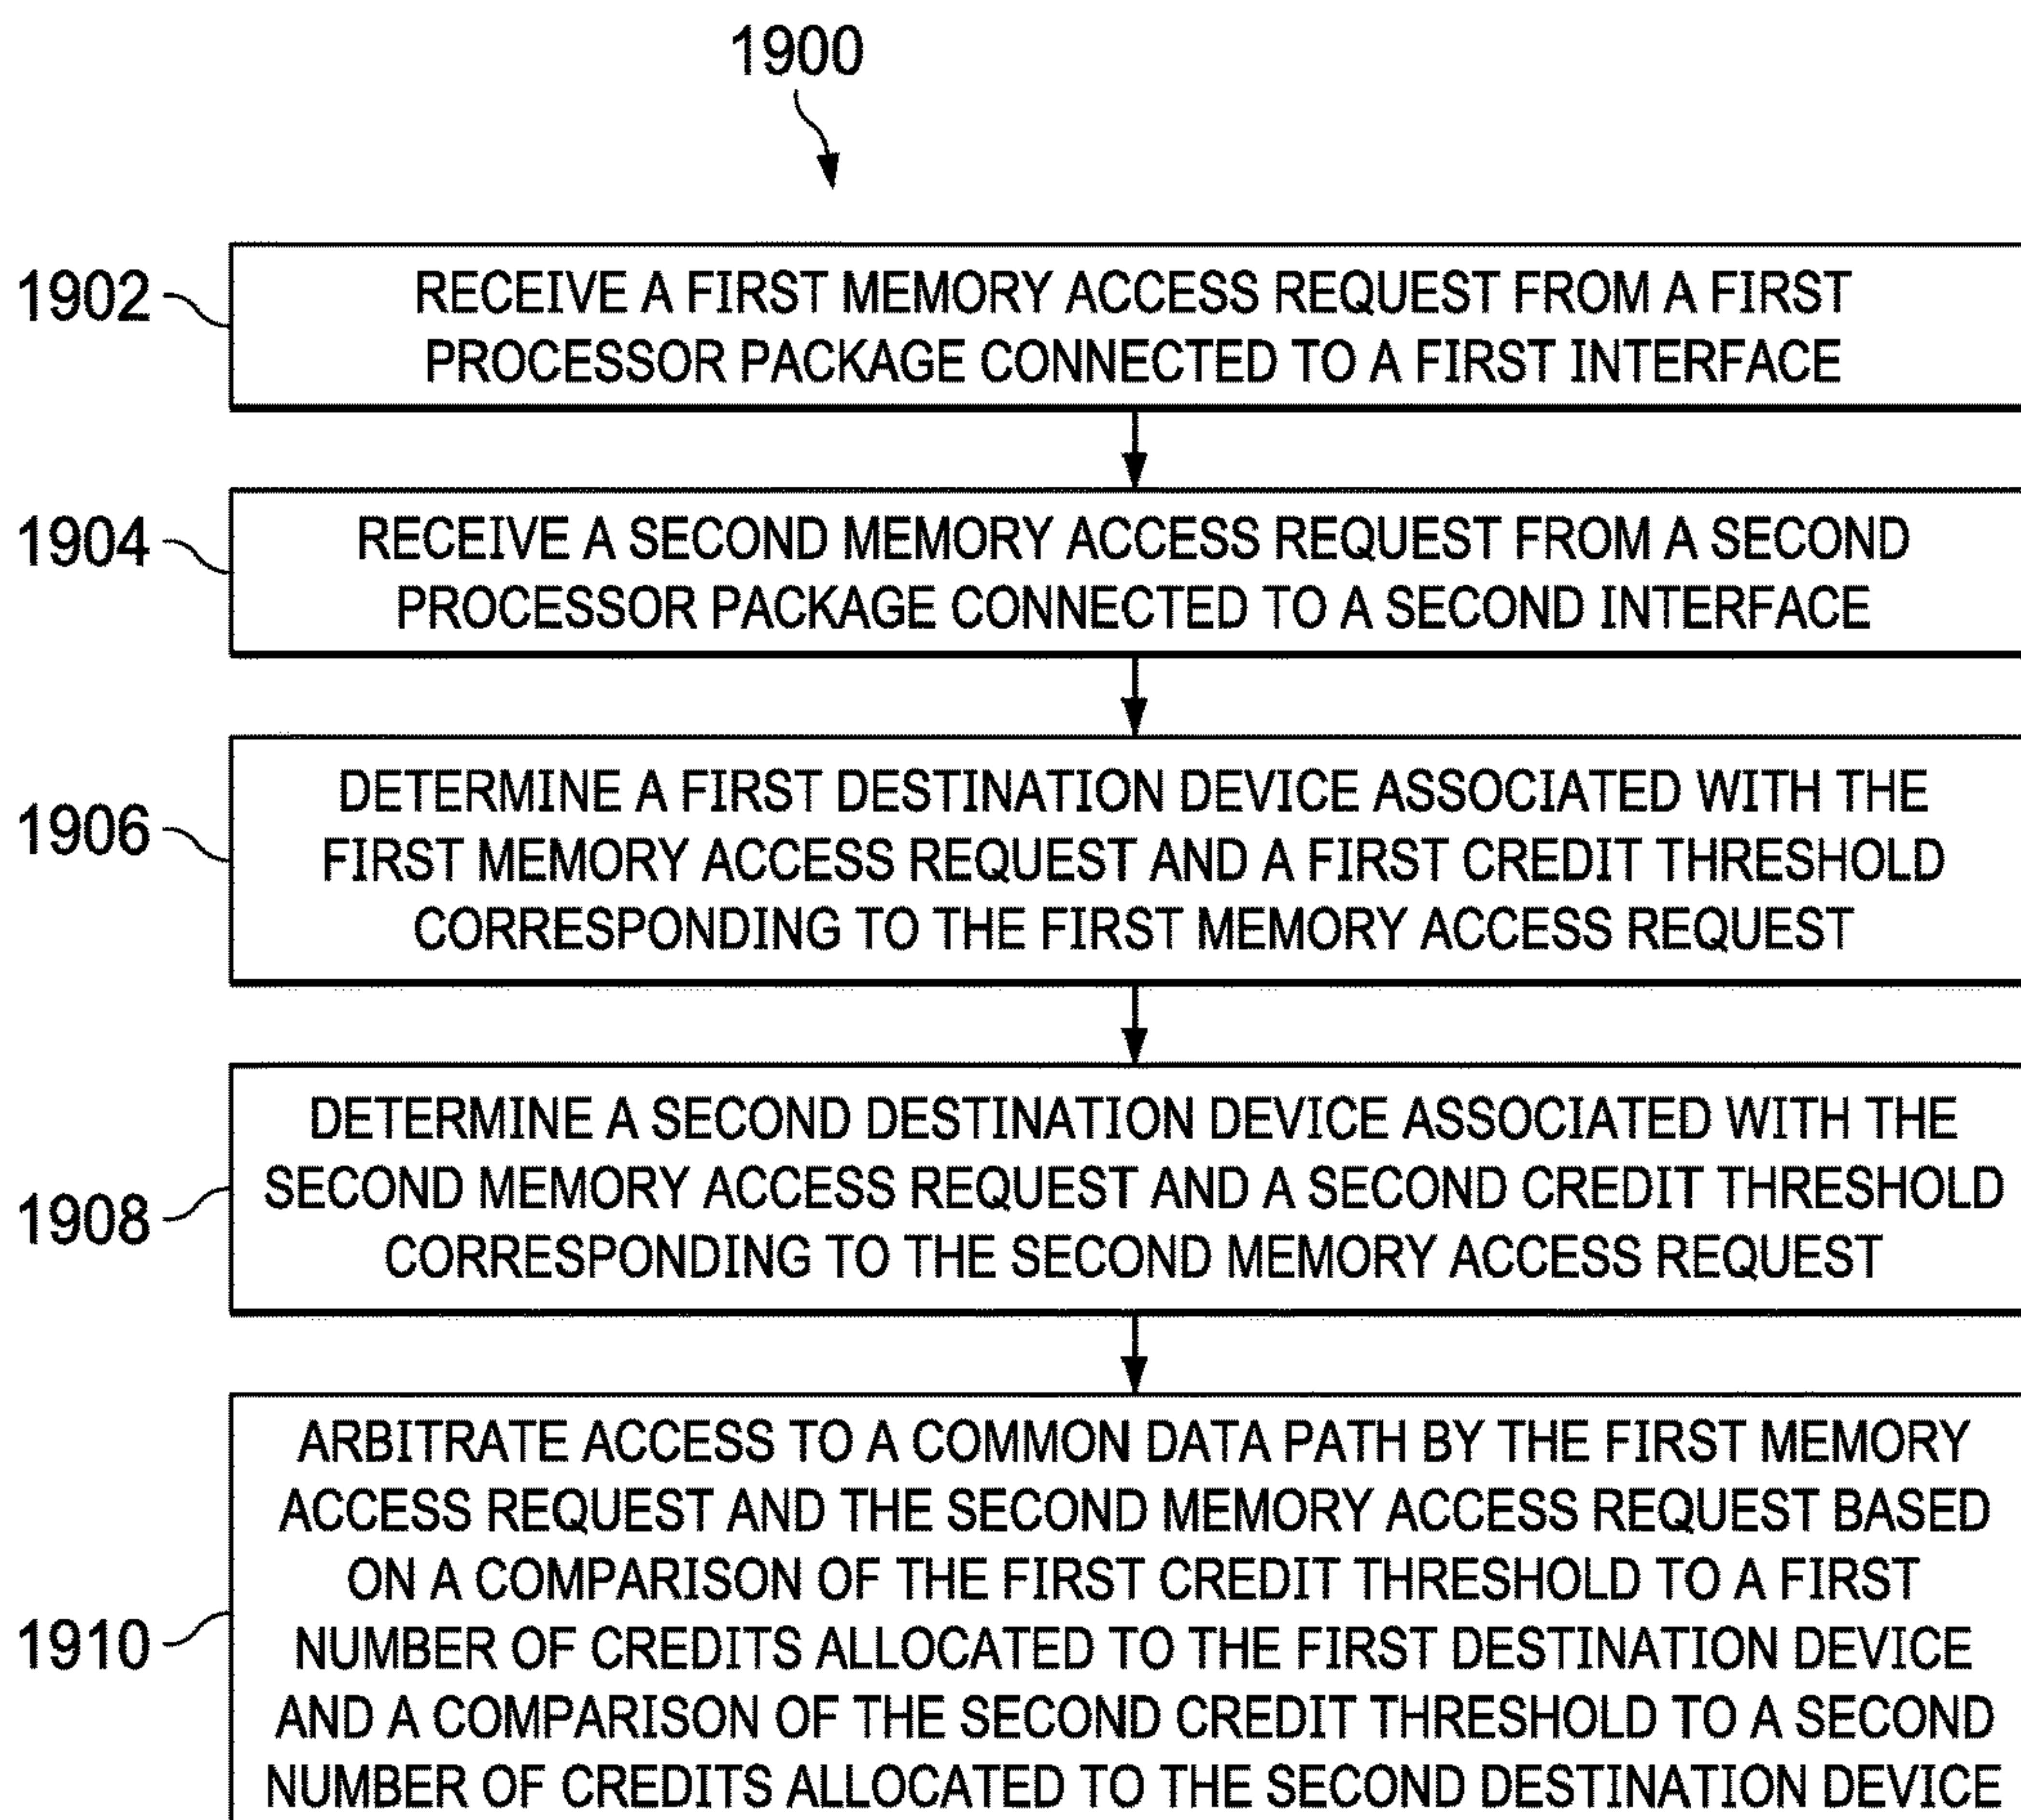 1900
1902
RECEIVE A FIRST MEMORY ACCESS REQUEST FROM A FIRST
PROCESSOR PACKAGE CONNECTED TO A FIRST INTERFACE
1904
RECEIVE A SECOND MEMORY ACCESS REQUEST FROM A SECOND
PROCESSOR PACKAGE CONNECTED TO A SECOND INTERFACE
1906
DETERMINE A FIRST DESTINATION DEVICE ASSOCIATED WITH THE
FIRST MEMORY ACCESS REQUEST AND A FIRST CREDIT THRESHOLD
CORRESPONDING TO THE FIRST MEMORY ACCESS REQUEST
1908
DETERMINE A SECOND DESTINATION DEVICE ASSOCIATED WITH THE
SECOND MEMORY ACCESS REQUEST AND A SECOND CREDIT THRESHOLD
CORRESPONDING TO THE SECOND MEMORY ACCESS REQUEST
1910
ARBITRATE ACCESS TO A COMMON DATA PATH BY THE FIRST MEMORY
ACCESS REQUEST AND THE SECOND MEMORY ACCESS REQUEST BASED
ON A COMPARISON OF THE FIRST CREDIT THRESHOLD TO A FIRST
NUMBER OF CREDITS ALLOCATED TO THE FIRST DESTINATION DEVICE
AND A COMPARISON OF THE SECOND CREDIT THRESHOLD TO A SECOND
NUMBER OF CREDITS ALLOCATED TO THE SECOND DESTINATION DEVICE